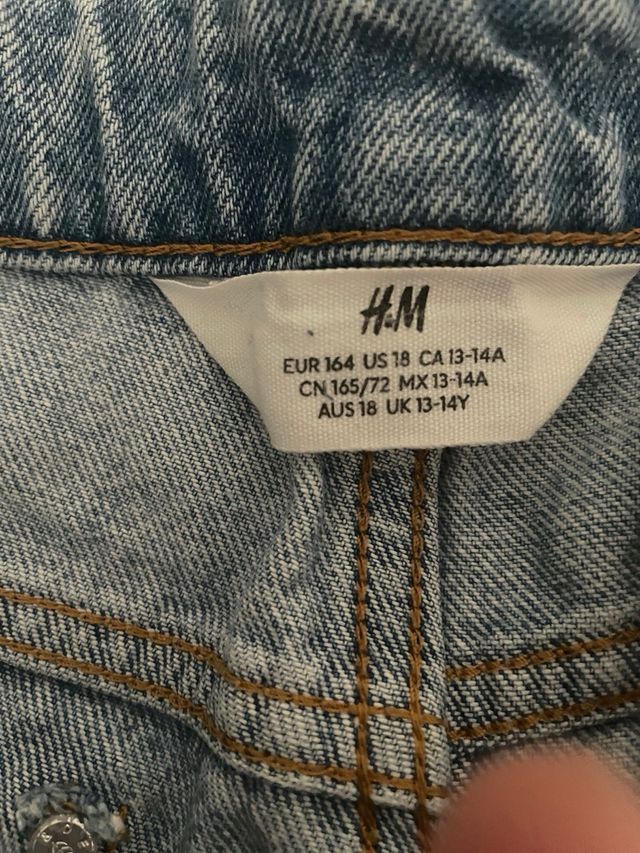 H&M
EUR 164 US 18 CA 13-14A
CN 165/72 MX 13-14A
AUS 18 UK 13-14Y